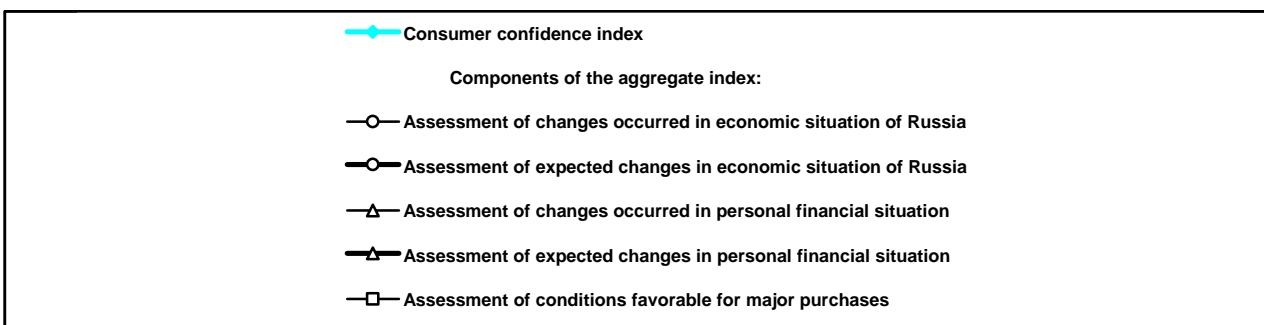 Consumer confidence index
Components of the aggregate index:
Assessment of changes occurred in economic situation of Russia
Assessment of expected changes in economic situation of Russia
Assessment of changes occurred in personal financial situation
Assessment of expected changes in personal financial situation
Assessment of conditions favorable for major purchases